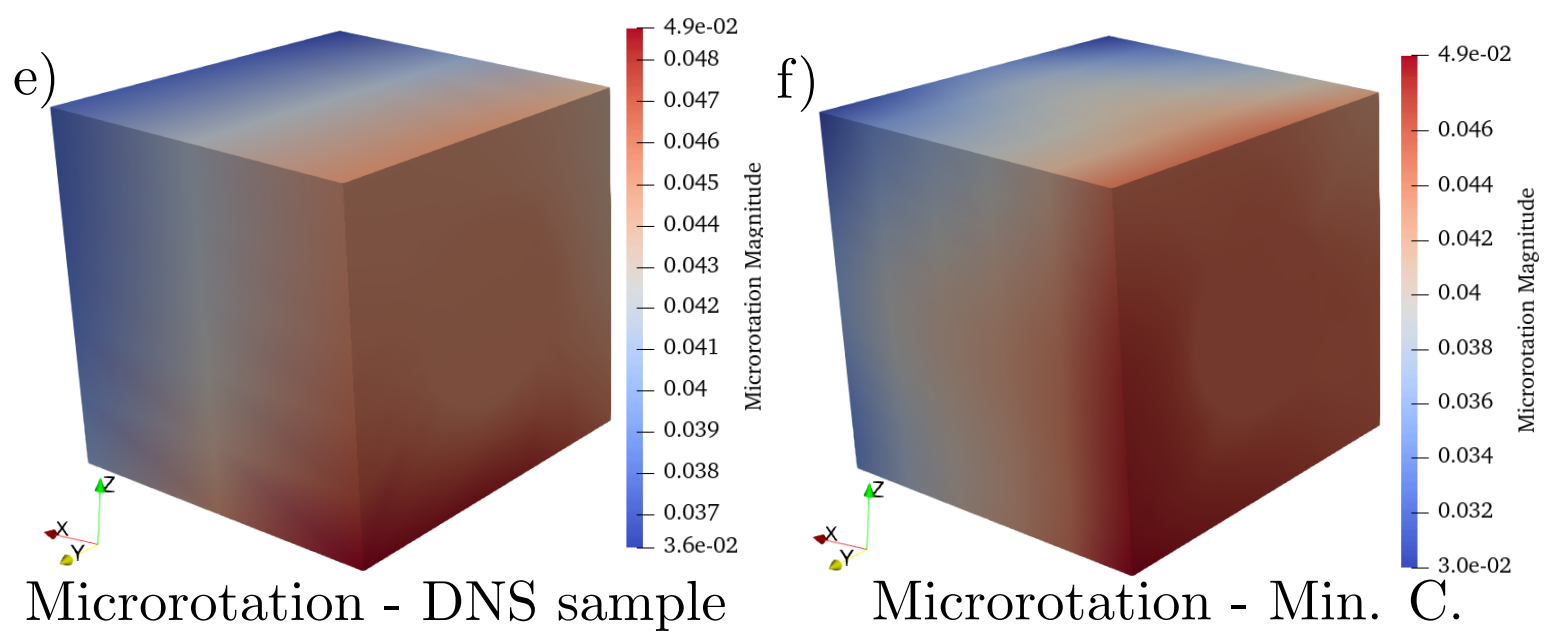 e)
4.9e-02
0.048
0.047
0.046
0.045
0.044
0.043
0.042
0.041
0.04
0.039
0.038
0.037
3.6e-02
Microrotation Magnitude
Z
X
Y
Microrotation - DNS sample
f)
4.9e-02
0.046
0.044
0.042
0.04
0.038
0.036
0.034
0.032
3.0e-02
Microrotation Magnitude
Z
X
Y
Microrotation - Min. C.